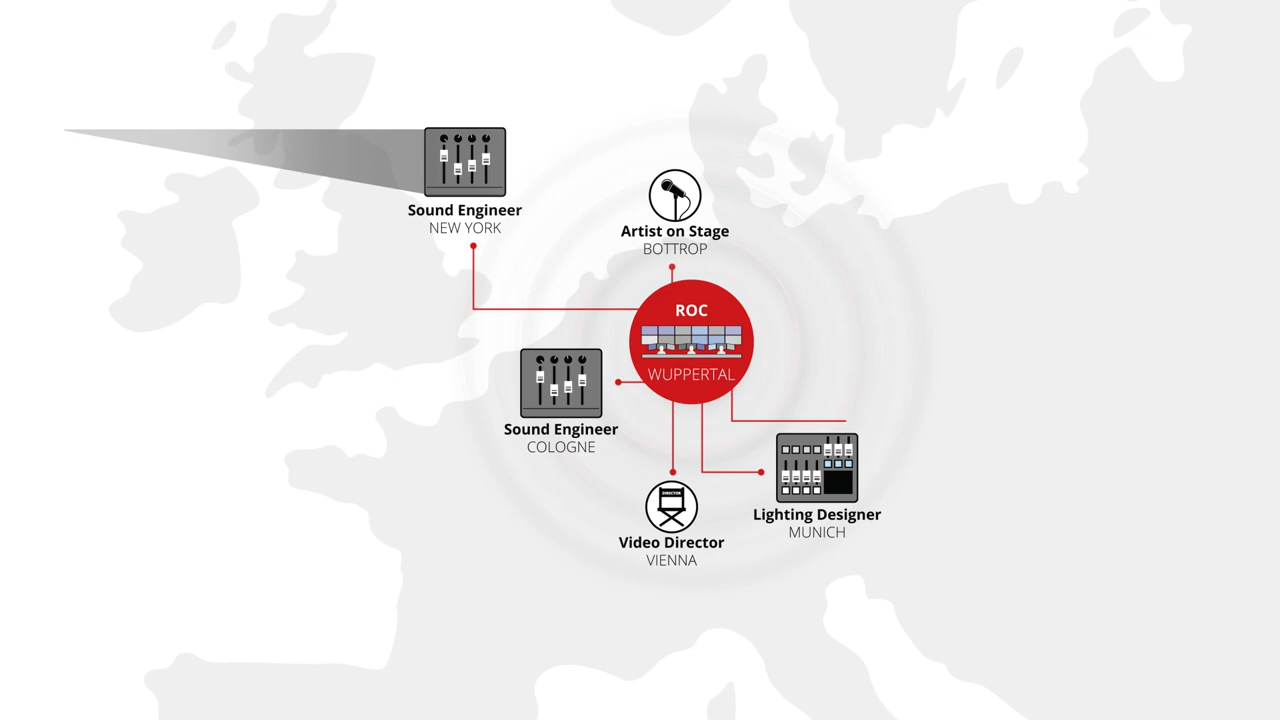 Sound Engineer
NEW YORK
Artist on Stage
BOTTROP
ROC
WUPPERTAL
Sound Engineer
COLOGNE
DIRECTOR
Video Director
VIENNA
Lighting Designer
MUNICH